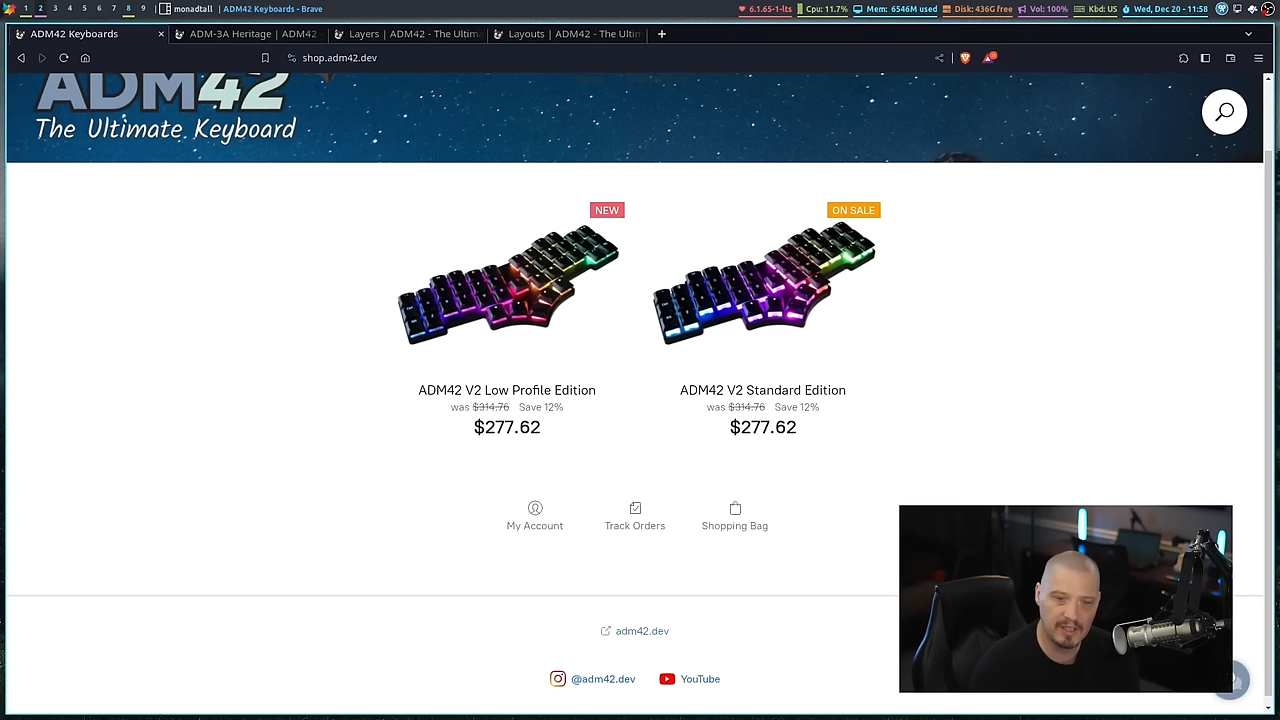 1 2 3 4 5 6 7 8 9 monadtall ADM42 Keyboards - Brave 6.1.65-1-lts Cpu: 11.7% Mem: 6546M used Disk: 436G free Vol: 100% Kbd: US Wed, Dec 20 - 11:58
ADM42 Keyboards ADM-3A Heritage | ADM42 Layers | ADM42 - The Ultim Layouts | ADM42 - The Ultim
shop.adm42.dev
ADM42
The Ultimate Keyboard
NEW ON SALE
ADM42 V2 Low Profile Edition ADM42 V2 Standard Edition
was $314.76 Save 12% was $314.76 Save 12%
$277.62 $277.62
My Account Track Orders Shopping Bag
adm42.dev
@adm42.dev YouTube